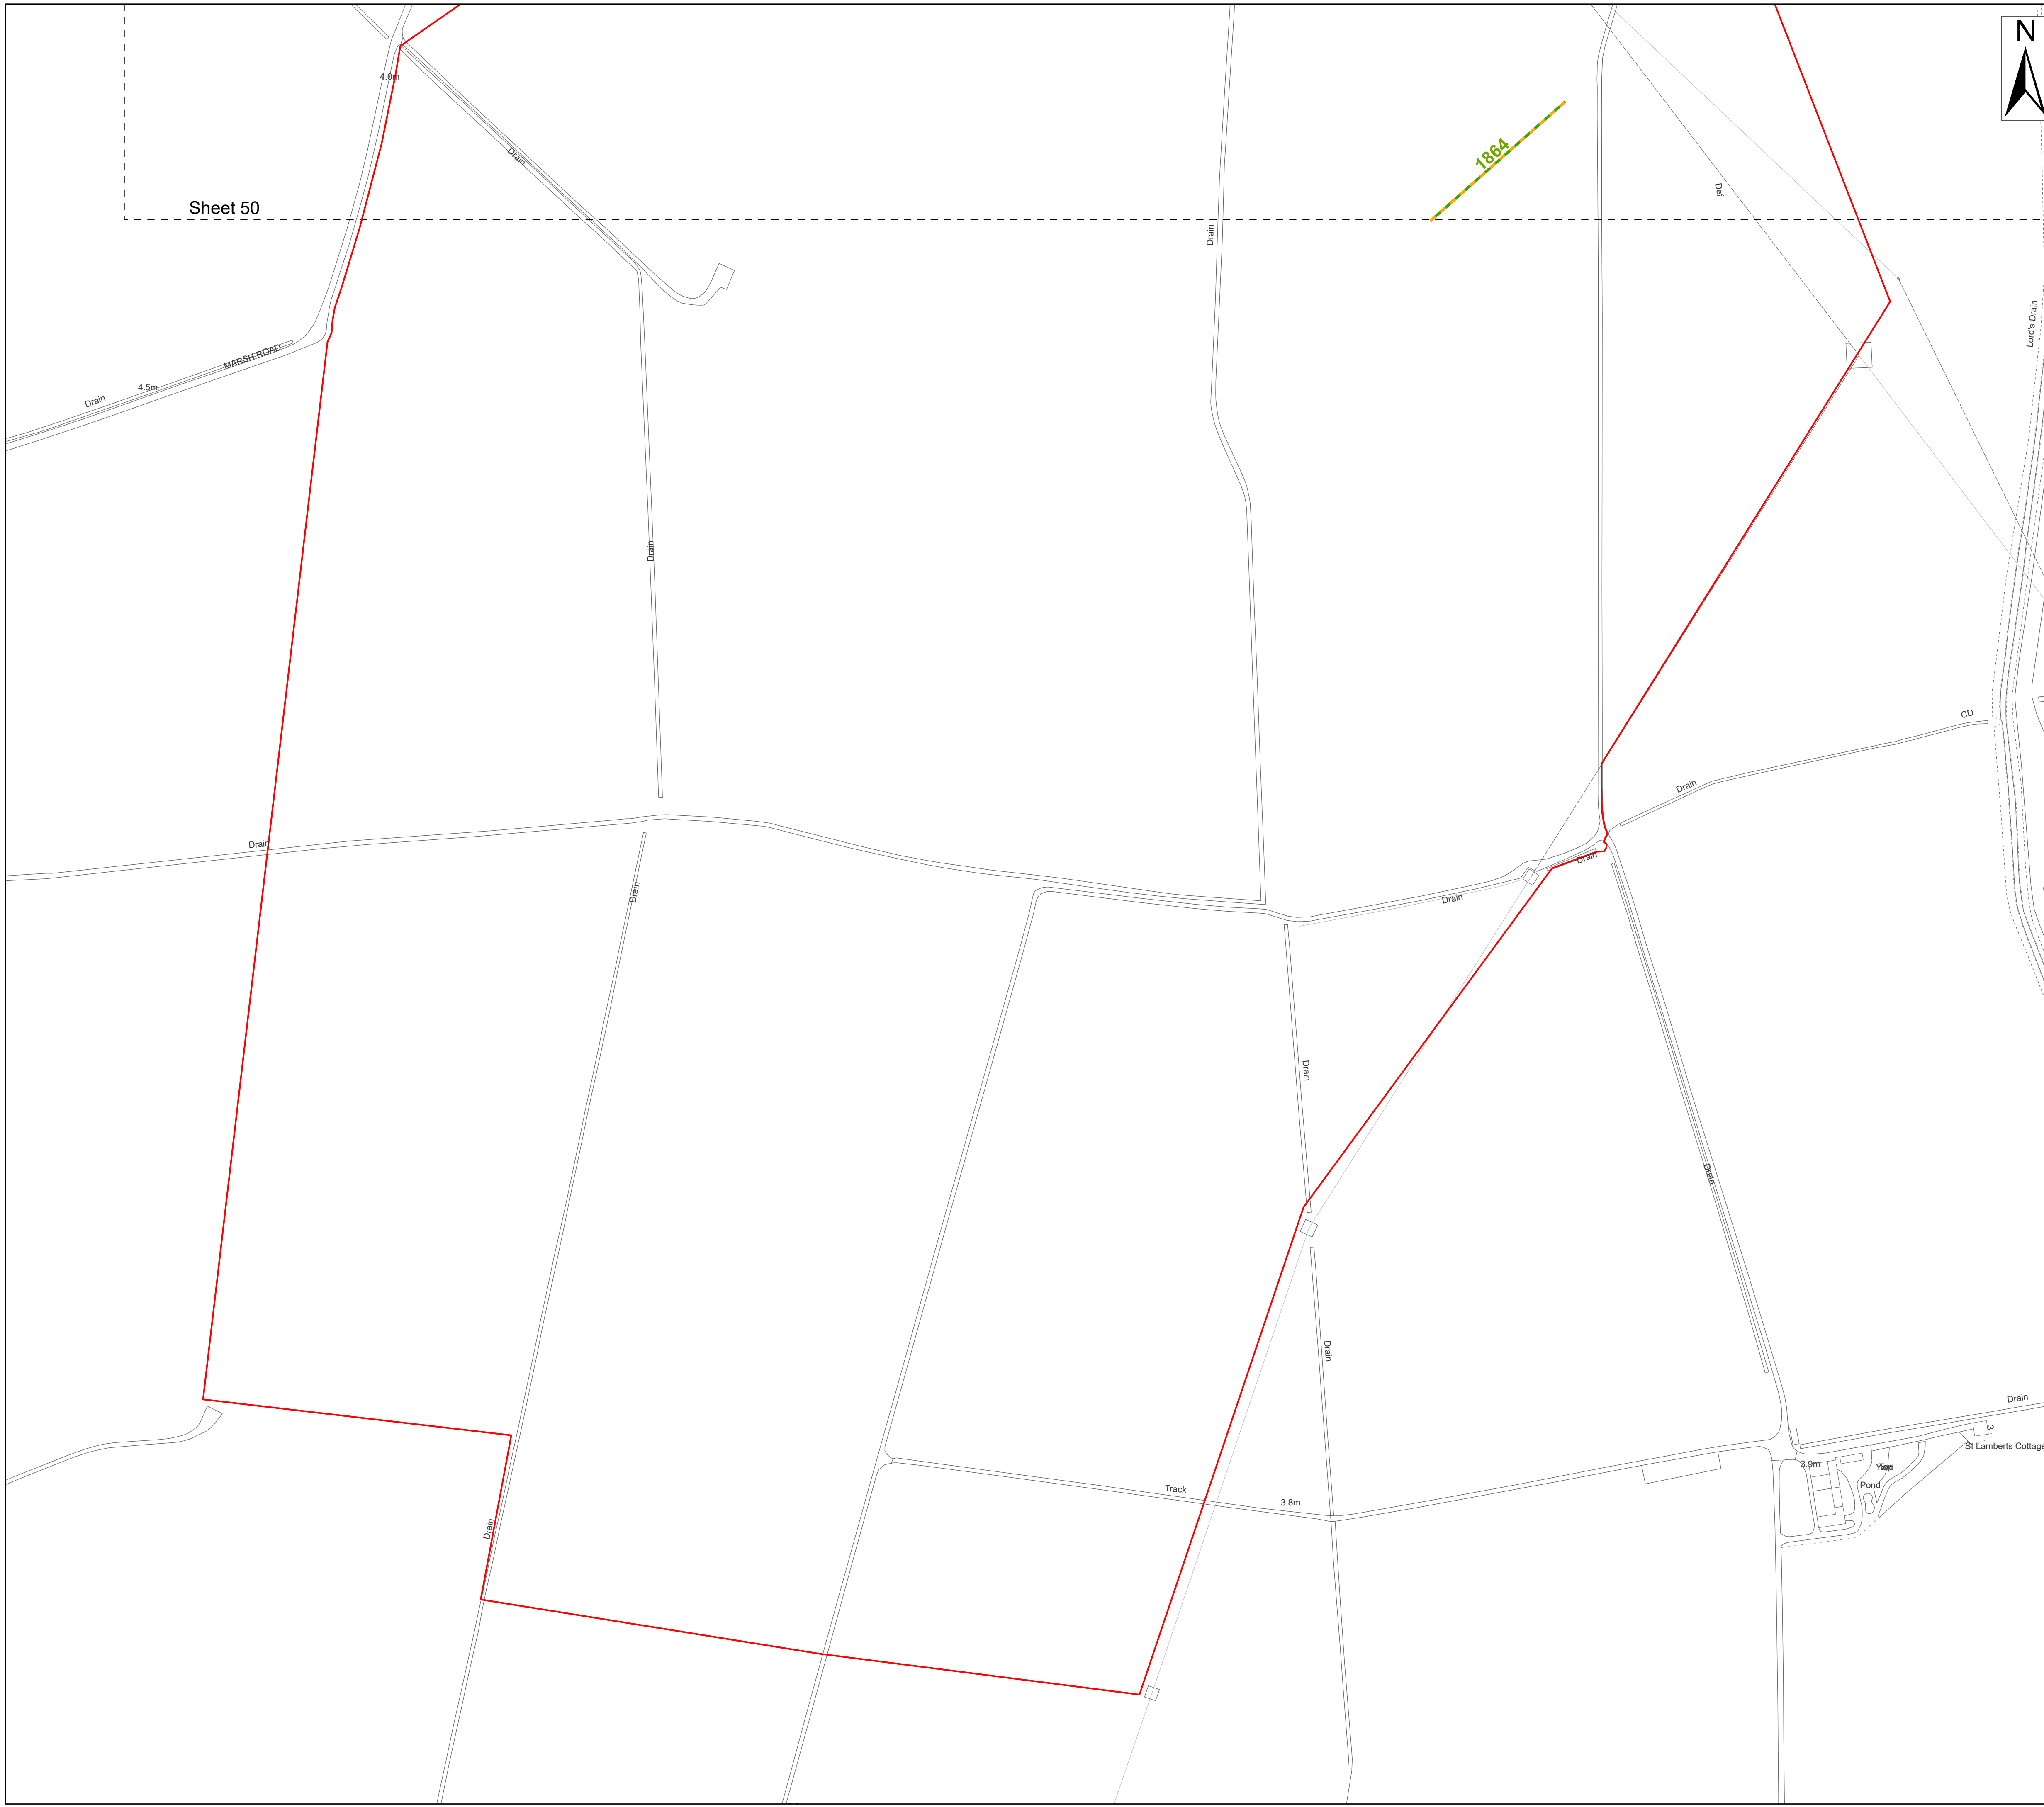 N
4.0m
Drain
1864
Def
Sheet 50
Drain
Lord's Drain
MARSH ROAD
4.5m
Drain
Drain
CD
Drain
Drain
Drain
Drain
Drain
Drain
Drain
Drain
Drain
Drain
3
St Lamberts Cottage
3.9m
Pond
Track
3.8m
Drain